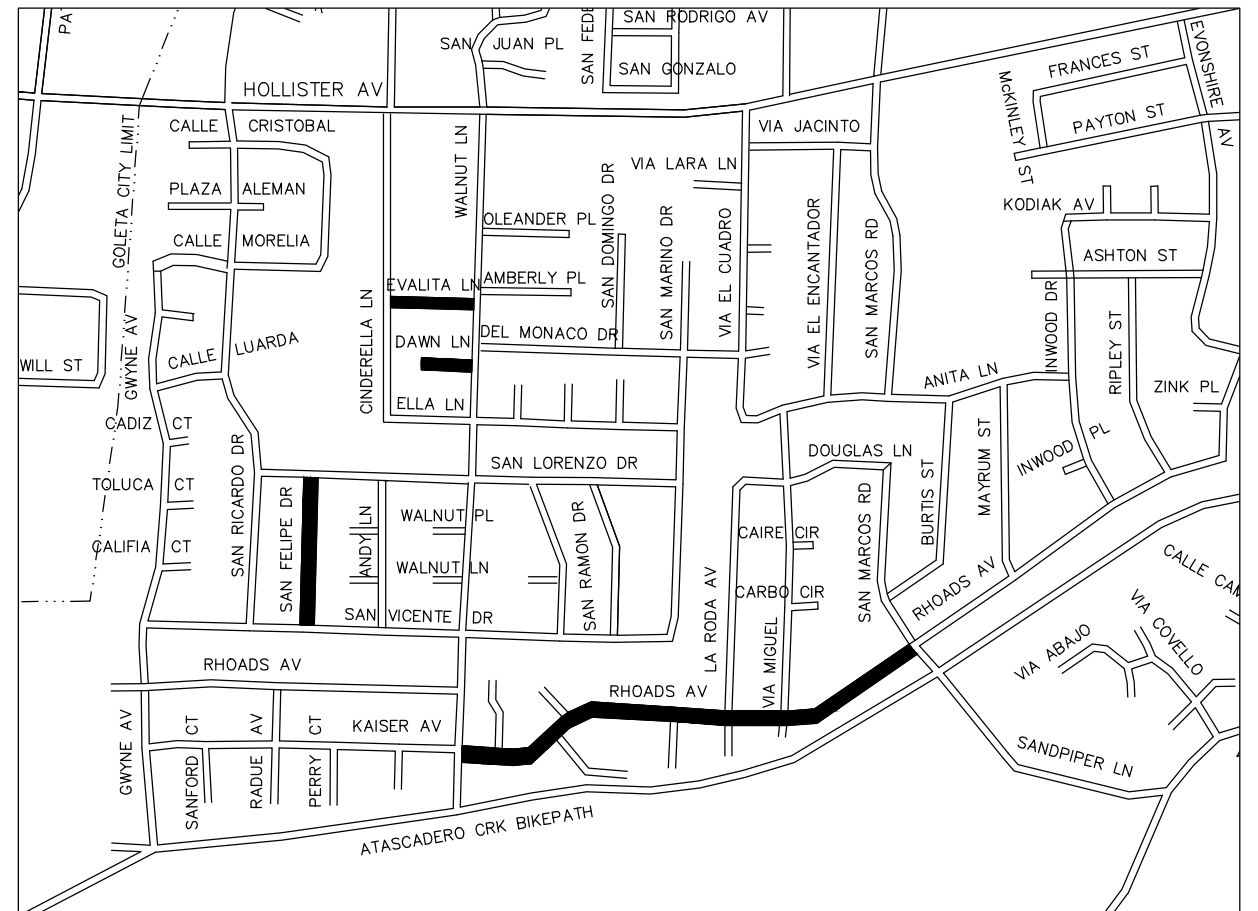 PA
SAN RODRIGO AV
SAN JUAN PL
SAN FEDE
SAN GONZALO
EVONSHIRE AV
FRANCES ST
McKINLEY ST
PAYTON ST
HOLLISTER AV
CALLE CRISTOBAL
VIA JACINTO
GOLETA CITY LIMIT
WALNUT LN
VIA LARA LN
PLAZA ALEMAN
KODIAK AV
OLEANDER PL
SAN DOMINGO DR
SAN MARINO DR
VIA EL CUADRO
VIA EL ENCANTADOR
SAN MARCOS RD
CALLE MORELIA
ASHTON ST
EVALITA LN
AMBERLY PL
INWOOD DR
RIPLEY ST
GWYNE AV
CALLE LUARDA
CINDERELLA LN
DAWN LN
DEL MONACO DR
WILL ST
ANITA LN
ZINK PL
ELLA LN
CADIZ CT
SAN RICARDO DR
SAN LORENZO DR
DOUGLAS LN
BURTIS ST
MAYRUM ST
INWOOD PL
TOLUCA CT
SAN FELIPE DR
ANDY LN
WALNUT PL
SAN RAMON DR
CAIRE CIR
SAN MARCOS RD
CALIFIA CT
WALNUT LN
CARBO CIR
RHOADS AV
CALLE CAM
SAN VICENTE DR
LA RODA AV
VIA MIGUEL
VIA ABAJO
VIA COVELLO
RHOADS AV
RHOADS AV
GWYNE AV
SANFORD CT
RADUE AV
PERRY CT
KAISER AV
SANDPIPER LN
ATASCADERO CRK BIKEPATH